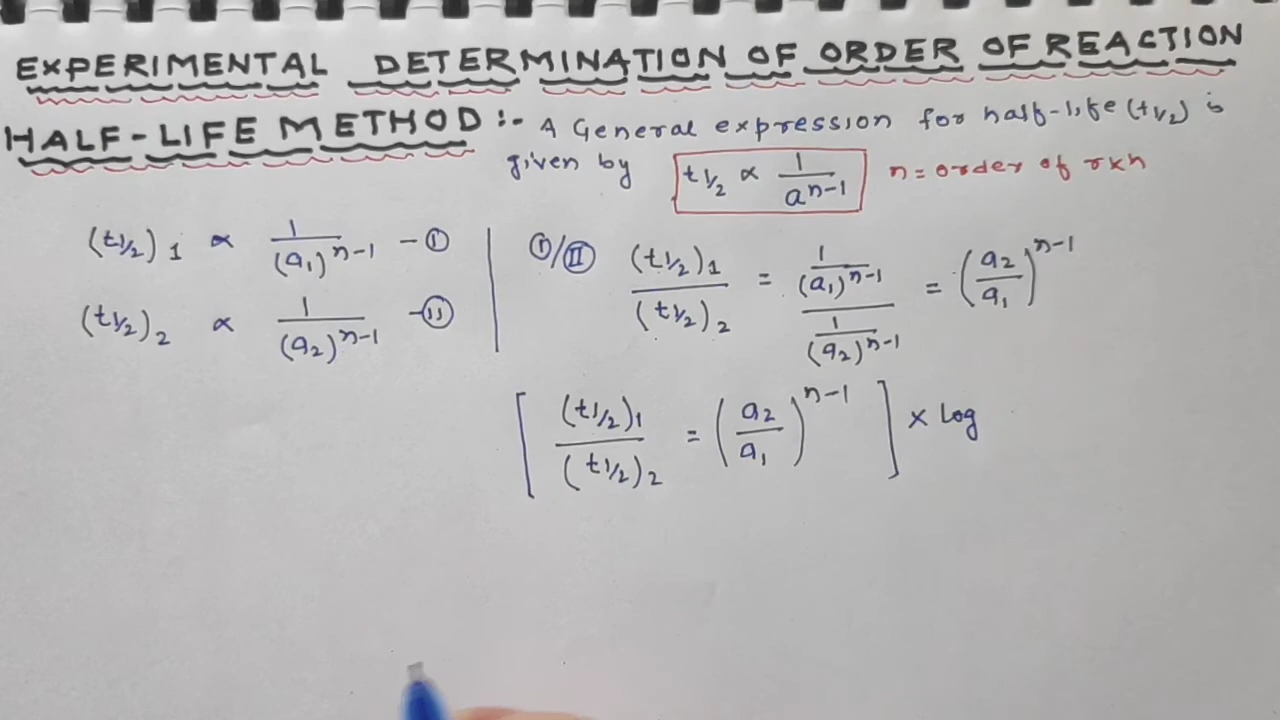 EXPERIMENTAL DETERMINATION OF ORDER OF REACTION
HALF-LIFE METHOD :- A General expression for half-life (t1/2) is
given by t1/2 ∝ 1/a^(n-1) n = order of rxn
(t1/2)1 ∝ 1/(a1)^(n-1) - (I)
(t1/2)2 ∝ 1/(a2)^(n-1) - (II)
(I)/(II) (t1/2)1/(t1/2)2 = (1/(a1)^(n-1))/(1/(a2)^(n-1)) = (a2/a1)^(n-1)
[(t1/2)1/(t1/2)2 = (a2/a1)^(n-1)] × log